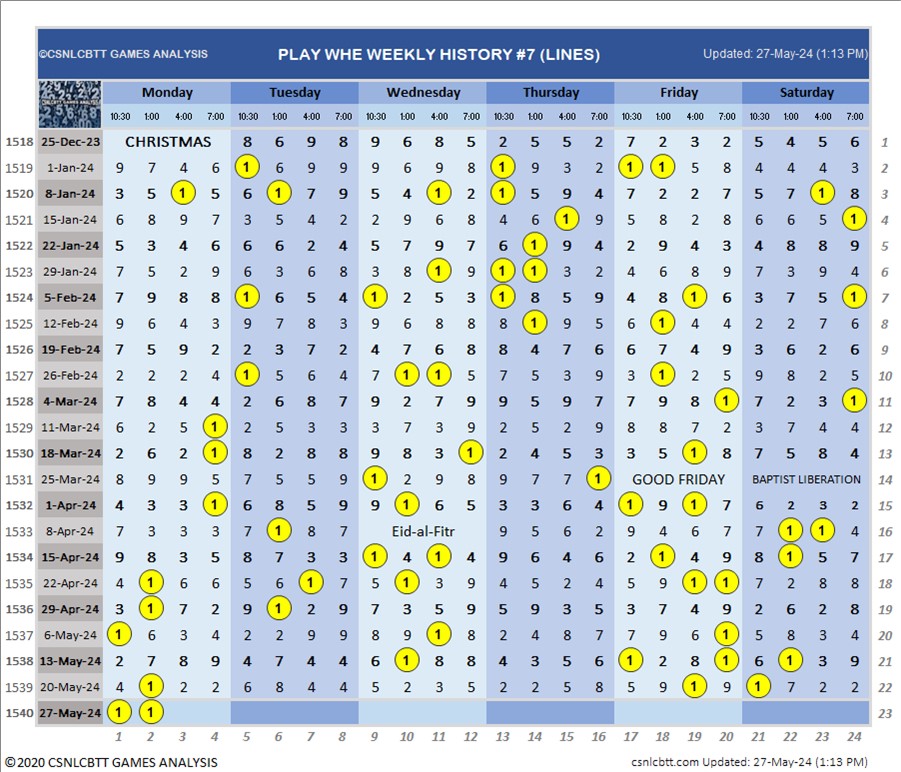 ©CSNLCBTT GAMES ANALYSIS PLAY WHE WEEKLY HISTORY #7 (LINES) Updated: 27-May-24 (1:13 PM)
Monday Tuesday Wednesday Thursday Friday Saturday
10:30 1:00 4:00 7:00 10:30 1:00 4:00 7:00 10:30 1:00 4:00 7:00 10:30 1:00 4:00 7:00 10:30 1:00 4:00 7:00 10:30 1:00 4:00 7:00
1518 25-Dec-23 CHRISTMAS 8 6 9 8 9 6 8 5 2 5 5 2 7 2 3 2 5 4 5 6 1
1519 1-Jan-24 9 7 4 6 1 6 9 9 9 6 9 8 1 9 3 2 1 1 5 8 4 4 4 3 2
1520 8-Jan-24 3 5 1 5 6 1 7 9 5 4 1 2 1 5 9 4 7 2 2 7 5 7 1 8 3
1521 15-Jan-24 6 8 9 7 3 5 4 2 2 9 6 8 4 6 1 9 5 8 2 8 6 6 5 1 4
1522 22-Jan-24 5 3 4 6 6 6 2 4 5 7 9 7 6 1 9 4 2 9 4 3 4 8 8 9 5
1523 29-Jan-24 7 5 2 9 6 3 6 8 3 8 1 9 1 1 3 2 4 6 8 9 7 3 9 4 6
1524 5-Feb-24 7 9 8 8 1 6 5 4 1 2 5 3 1 8 5 9 4 8 1 6 3 7 5 1 7
1525 12-Feb-24 9 6 4 3 9 7 8 3 9 6 8 8 8 1 9 5 6 1 4 4 2 2 7 6 8
1526 19-Feb-24 7 5 9 2 2 3 7 2 4 7 6 8 8 4 7 6 6 7 4 9 3 6 2 6 9
1527 26-Feb-24 2 2 2 4 1 5 6 4 7 1 1 5 7 5 3 9 3 1 2 5 9 8 2 5 10
1528 4-Mar-24 7 8 4 4 2 6 8 7 9 2 7 9 9 5 9 7 7 9 8 1 7 2 3 1 11
1529 11-Mar-24 6 2 5 1 2 5 3 3 3 7 3 9 2 5 2 9 8 8 7 2 3 7 4 4 12
1530 18-Mar-24 2 6 2 1 8 2 8 8 9 8 3 1 2 4 5 3 3 5 1 8 7 5 8 4 13
1531 25-Mar-24 8 9 9 5 7 5 5 9 1 2 9 8 9 7 7 1 GOOD FRIDAY BAPTIST LIBERATION 14
1532 1-Apr-24 4 3 3 1 6 8 5 9 9 1 6 5 3 3 6 4 1 9 1 7 6 2 3 2 15
1533 8-Apr-24 7 3 3 3 7 1 8 7 Eid-al-Fitr 9 5 6 2 9 4 6 7 7 1 1 4 16
1534 15-Apr-24 9 8 3 5 8 7 3 3 1 4 1 4 9 6 4 6 2 1 4 9 8 1 5 7 17
1535 22-Apr-24 4 1 6 6 5 6 1 7 5 1 3 9 4 5 2 4 5 9 1 1 7 2 8 8 18
1536 29-Apr-24 3 1 7 2 9 1 2 9 7 3 5 9 5 9 3 5 3 7 4 9 2 6 2 8 19
1537 6-May-24 1 6 3 4 2 2 9 9 8 9 1 8 2 4 8 7 7 9 6 1 5 8 3 4 20
1538 13-May-24 2 7 8 9 4 7 4 4 6 1 8 8 4 3 5 6 1 2 8 1 6 1 3 9 21
1539 20-May-24 4 1 2 2 6 8 4 4 5 2 3 5 2 2 5 8 5 9 1 9 1 7 2 2 22
1540 27-May-24 1 1 23
1 2 3 4 5 6 7 8 9 10 11 12 13 14 15 16 17 18 19 20 21 22 23 24
©2020 CSNLCBTT GAMES ANALYSIS csnlcbtt.com Updated: 27-May-24 (1:13 PM)